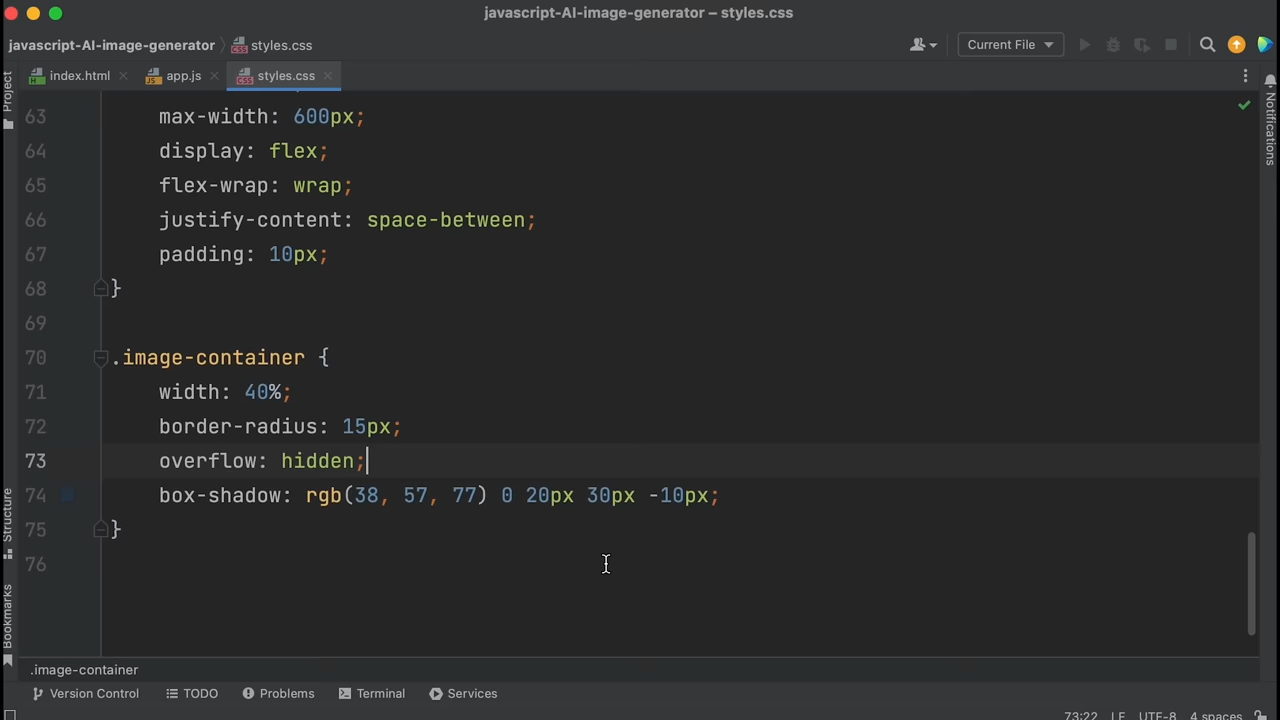 javascript-AI-image-generator – styles.css
javascript-AI-image-generator
styles.css
Current File
Project
index.html
app.js
styles.css
Notifications
63 max-width: 600px;
64 display: flex;
65 flex-wrap: wrap;
66 justify-content: space-between;
67 padding: 10px;
68 }
69
70 .image-container {
71 width: 40%;
72 border-radius: 15px;
73 overflow: hidden;
74 box-shadow: rgb(38, 57, 77) 0 20px 30px -10px;
75 }
76
Structure
Bookmarks
.image-container
Version Control
TODO
Problems
Terminal
Services
73:22 LF UTF-8 4 spaces